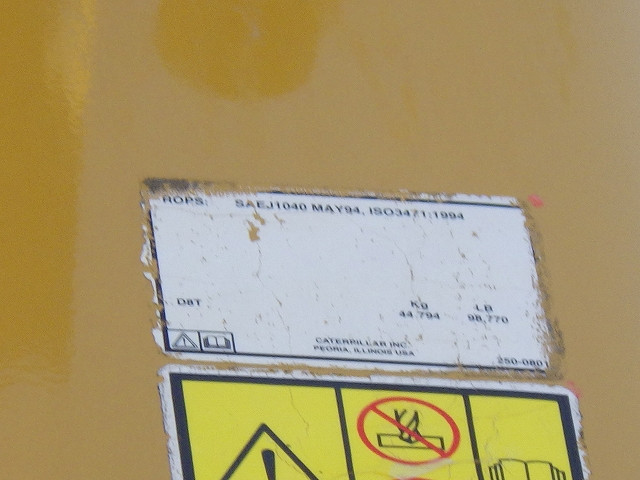 ROPS: SAEJ1040 MAY94, ISO3471:1994
KG LB
D8T 44,794 98,770
CATERPILLAR INC.
PEORIA, ILLINOIS USA
250-0801